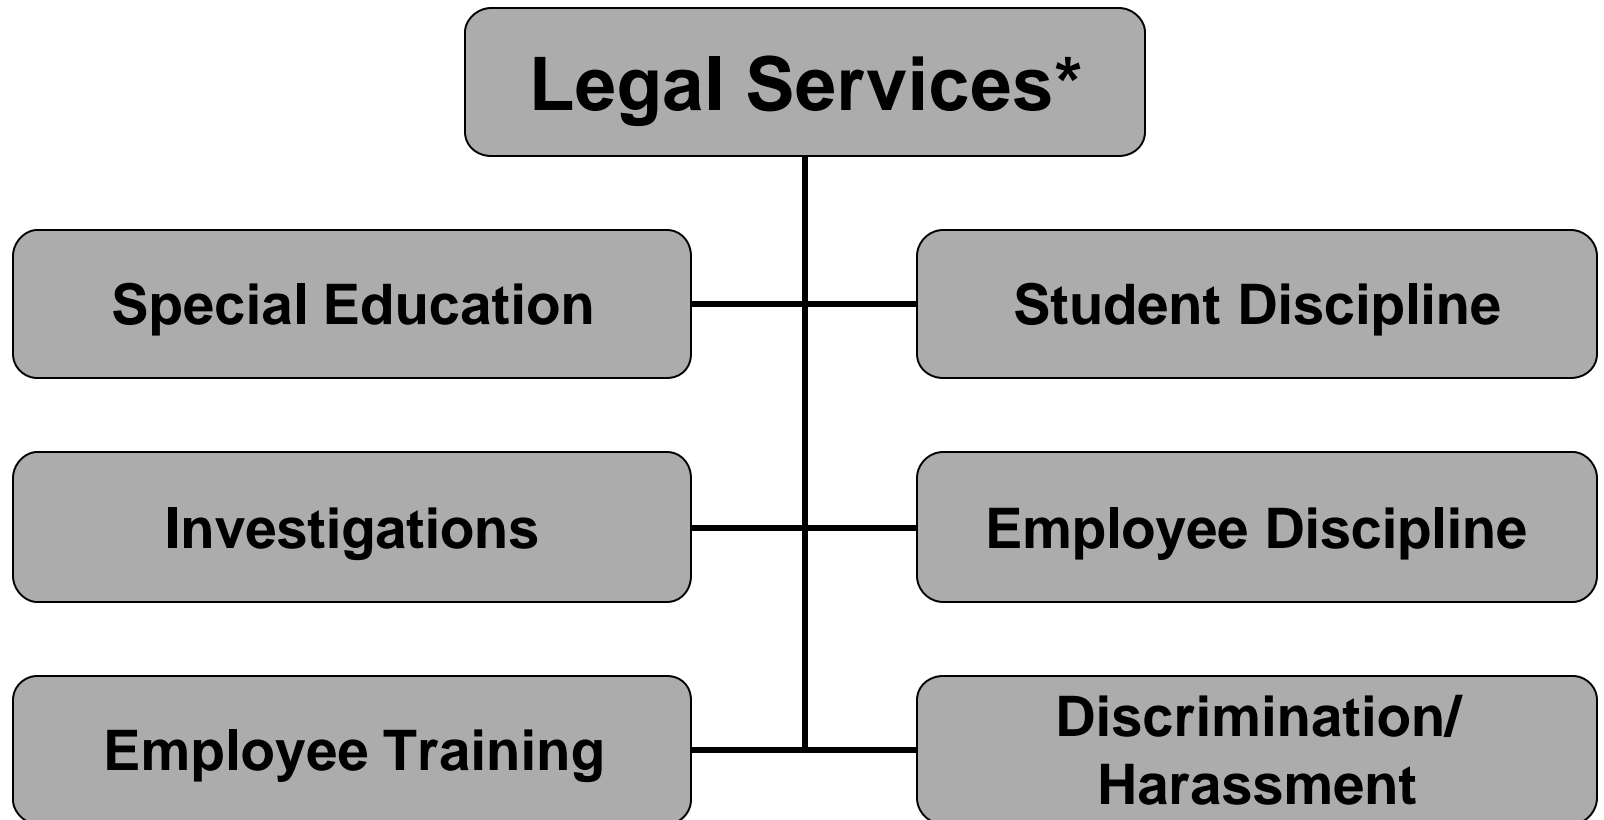 Legal Services*
Special Education
Student Discipline
Investigations
Employee Discipline
Employee Training
Discrimination/
Harassment